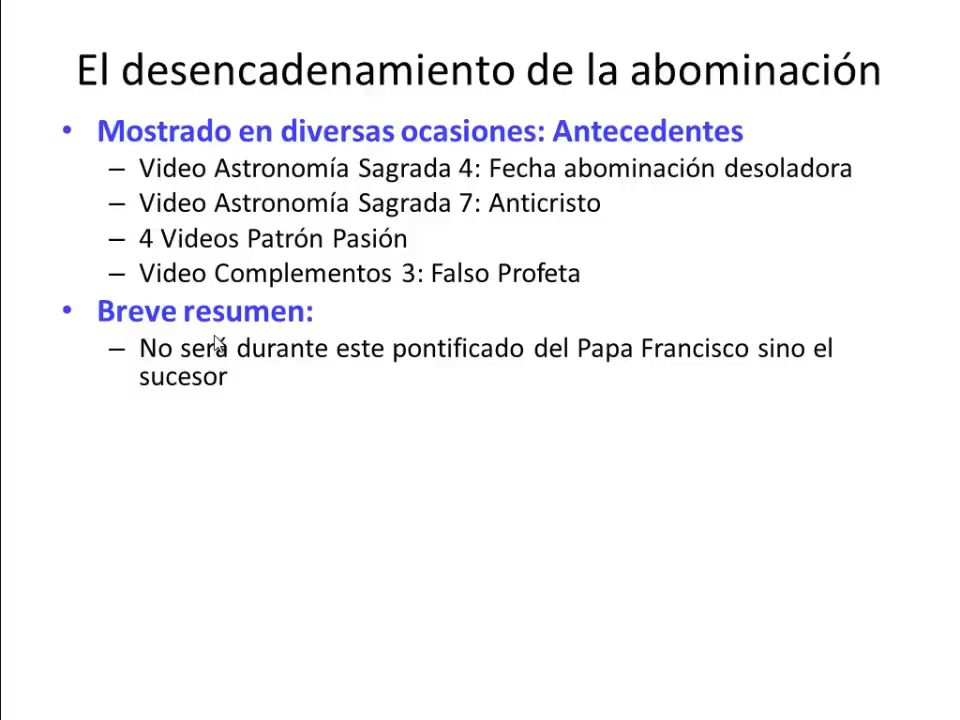 El desencadenamiento de la abominación
• Mostrado en diversas ocasiones: Antecedentes
– Video Astronomía Sagrada 4: Fecha abominación desoladora
– Video Astronomía Sagrada 7: Anticristo
– 4 Videos Patrón Pasión
– Video Complementos 3: Falso Profeta
• Breve resumen:
– No será durante este pontificado del Papa Francisco sino el
sucesor